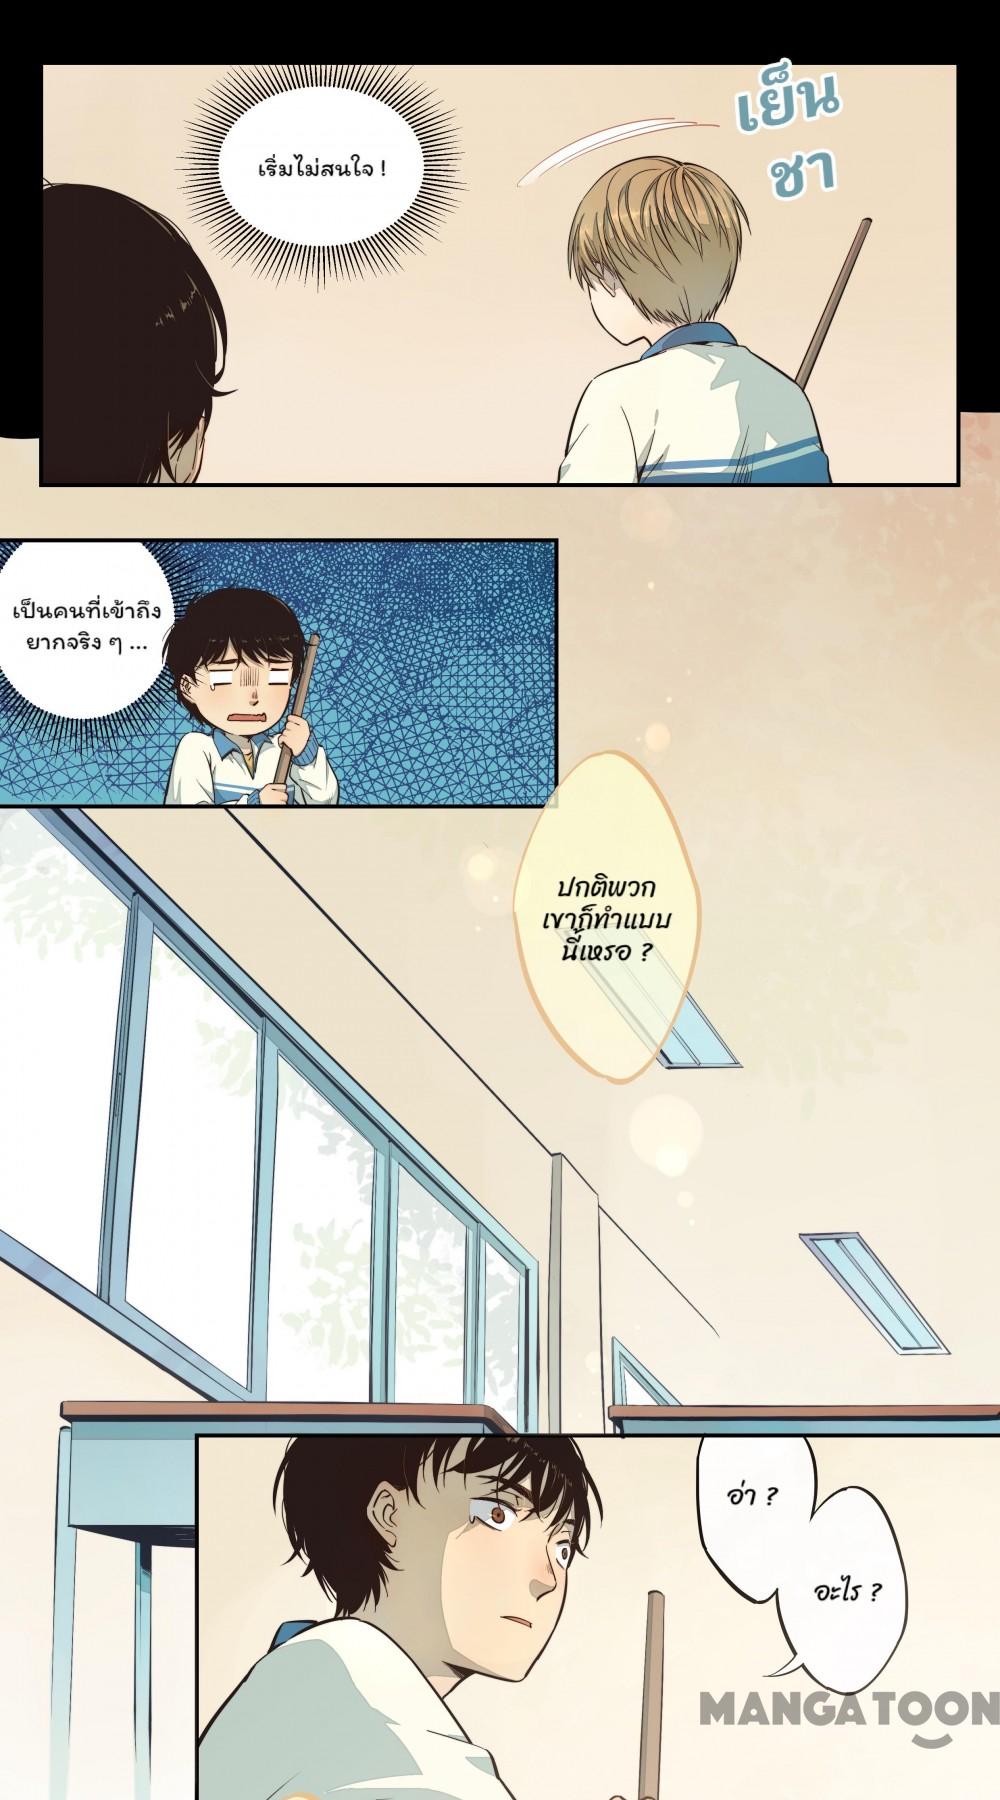 เริ่มไม่สนใจ !
เย็น
ชา
เป็นคนที่เข้าถึง
ยากจริง ๆ ...
ปกติพวก
เขาก็ทำแบบ
นี้เหรอ ?
อ่า ?
อะไร ?
MANGATOON